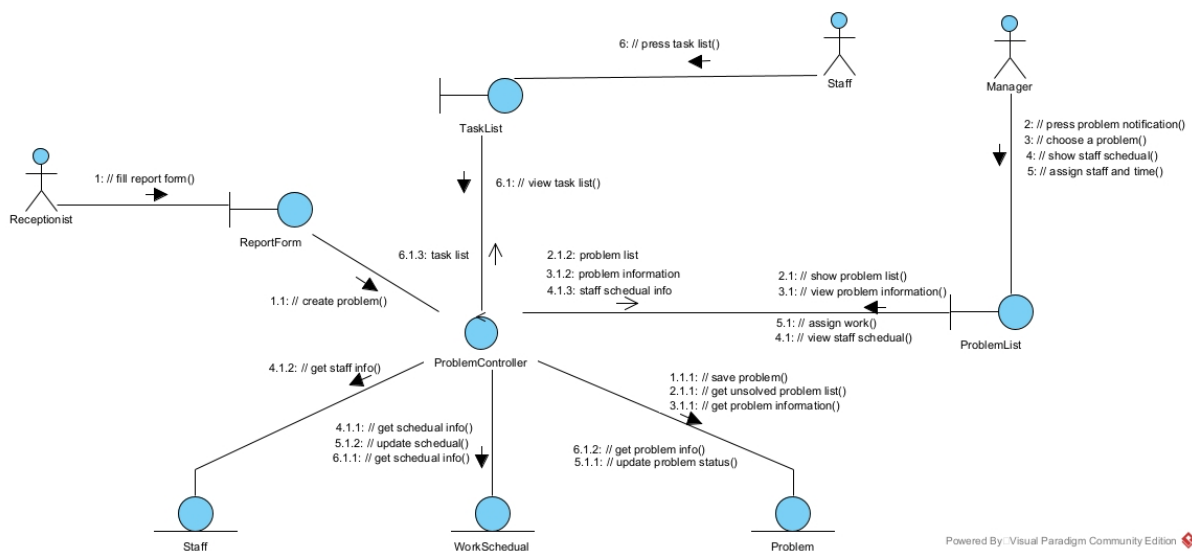 6: // press task list()
Staff
Manager
TaskList
2: // press problem notification()
3: // choose a problem()
4: // show staff schedual()
5: // assign staff and time()
1: // fill report form()
6.1: // view task list()
Receptionist
ReportForm
6.1.3: task list
2.1.2: problem list
3.1.2: problem information
4.1.3: staff schedual info
2.1: // show problem list()
3.1: // view problem information()
1.1: // create problem()
5.1: // assign work()
4.1: // view staff schedual()
ProblemList
ProblemController
4.1.2: // get staff info()
1.1.1: // save problem()
2.1.1: // get unsolved problem list()
3.1.1: // get problem information()
4.1.1: // get schedual info()
5.1.2: // update schedual()
6.1.1: // get schedual info()
6.1.2: // get problem info()
5.1.1: // update problem status()
Staff
WorkSchedual
Problem
Powered By Visual Paradigm Community Edition